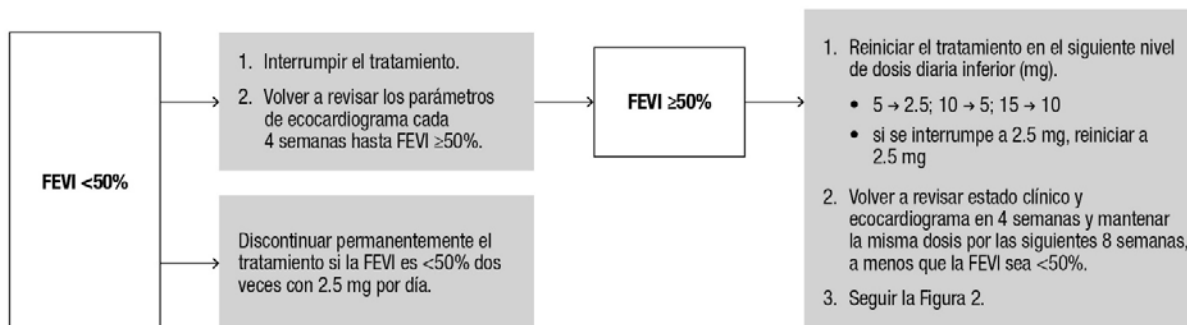 FEVI <50%
1. Interrumpir el tratamiento.
2. Volver a revisar los parámetros
de ecocardiograma cada
4 semanas hasta FEVI ≥50%.
Discontinuar permanentemente el
tratamiento si la FEVI es <50% dos
veces con 2.5 mg por día.
FEVI ≥50%
1. Reiniciar el tratamiento en el siguiente nivel
de dosis diaria inferior (mg).
• 5 → 2.5; 10 → 5; 15 → 10
• si se interrumpe a 2.5 mg, reiniciar a
2.5 mg
2. Volver a revisar estado clínico y
ecocardiograma en 4 semanas y mantenar
la misma dosis por las siguientes 8 semanas,
a menos que la FEVI sea <50%.
3. Seguir la Figura 2.